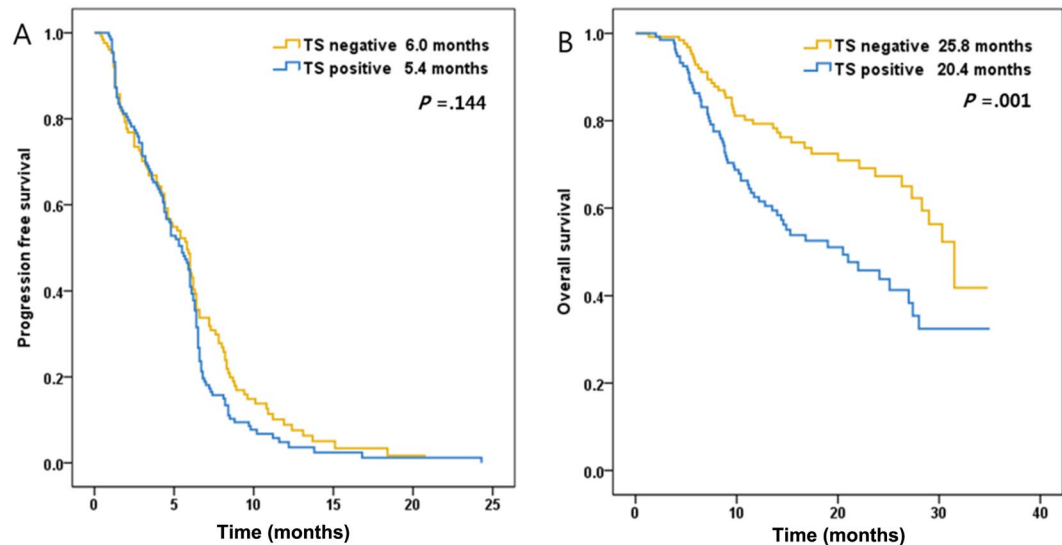 A
TS negative 6.0 months
TS positive 5.4 months
P =.144
Progression free survival
1.0
0.8
0.6
0.4
0.2
0.0
0 5 10 15 20 25
Time (months)
B
TS negative 25.8 months
TS positive 20.4 months
P =.001
Overall survival
1.0
0.8
0.6
0.4
0.2
0.0
0 10 20 30 40
Time (months)